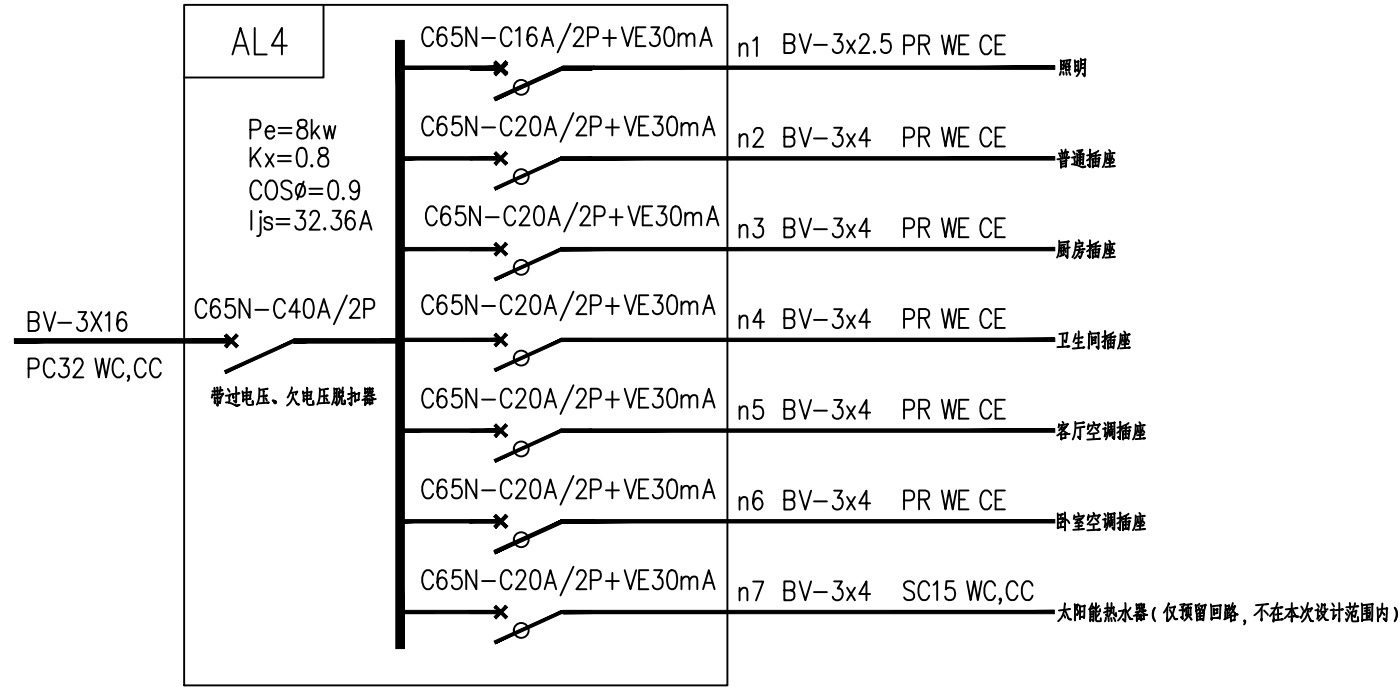 AL4
Pe=8kw
Kx=0.8
COSø=0.9
Ijs=32.36A
BV-3X16
PC32 WC,CC
C65N-C40A/2P
带过电压、欠电压脱扣器
C65N-C16A/2P+VE30mA n1 BV-3x2.5 PR WE CE 照明
C65N-C20A/2P+VE30mA n2 BV-3x4 PR WE CE 普通插座
C65N-C20A/2P+VE30mA n3 BV-3x4 PR WE CE 厨房插座
C65N-C20A/2P+VE30mA n4 BV-3x4 PR WE CE 卫生间插座
C65N-C20A/2P+VE30mA n5 BV-3x4 PR WE CE 客厅空调插座
C65N-C20A/2P+VE30mA n6 BV-3x4 PR WE CE 卧室空调插座
C65N-C20A/2P+VE30mA n7 BV-3x4 SC15 WC,CC 太阳能热水器(仅预留回路,不在本次设计范围内)